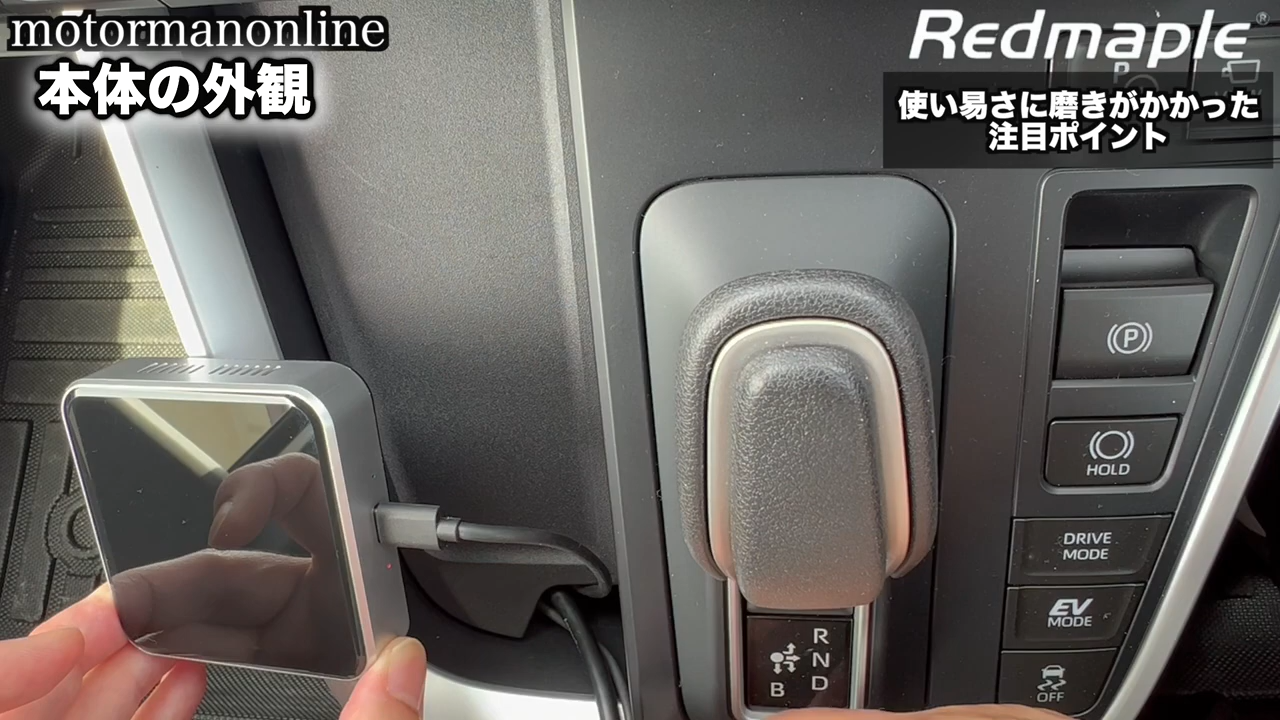 motormanonline
本体の外観
Redmaple®
使い易さに磨きがかかった
注目ポイント
P
P
HOLD
DRIVE
MODE
EV
MODE
OFF
R
N
B D